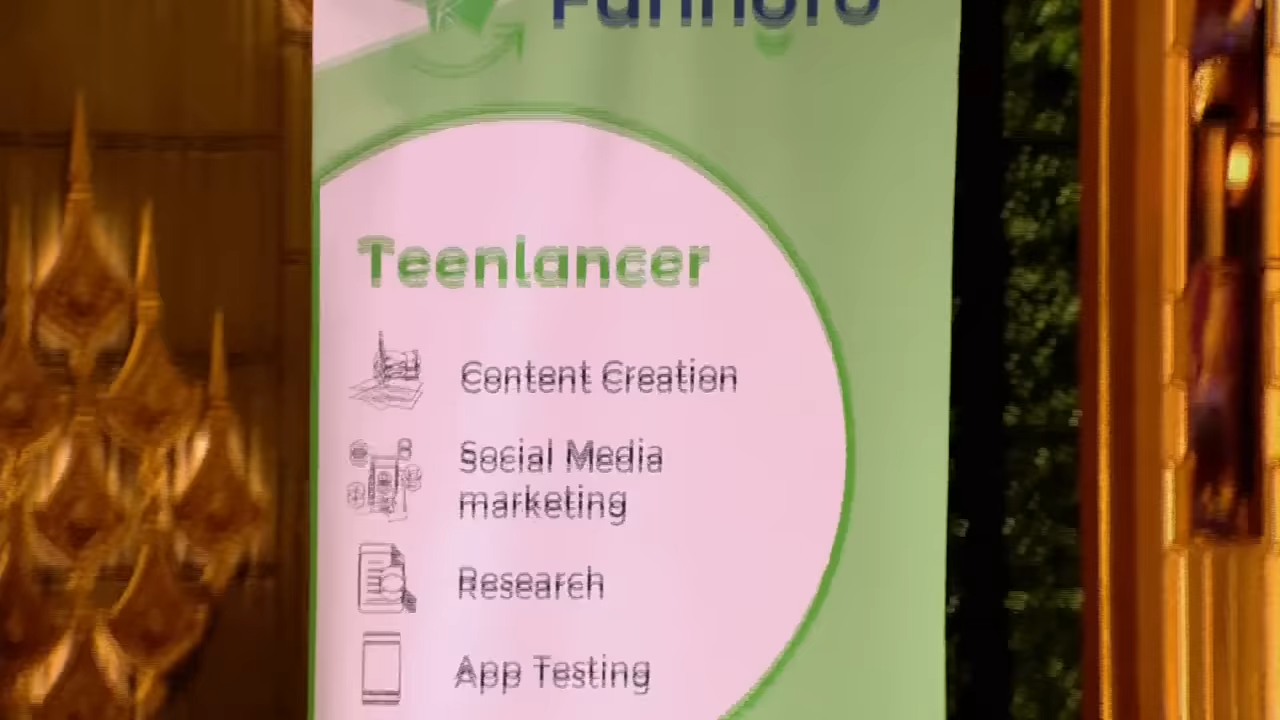 Teenlancer
Content Creation
Social Media
marketing
Research
App Testing